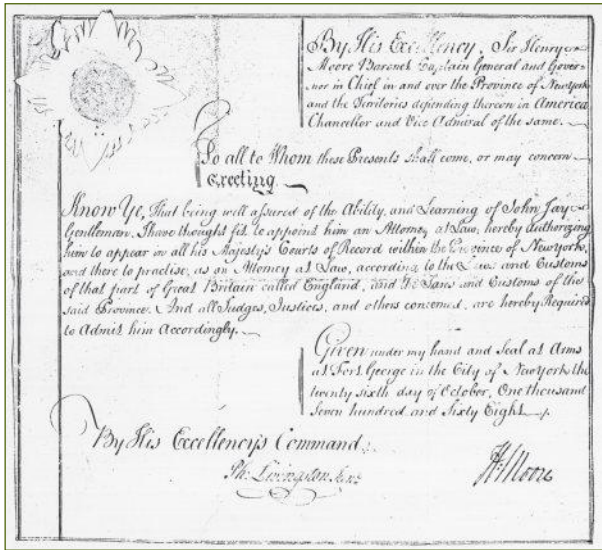 By His Excellency, Sir Henry
Moore Baronet Captain General and Gover-
nor in Chief in and over the Province of New York
and the Territories depending thereon in America
Chancellor and Vice Admiral of the same.
To all to Whom these Presents shall come, or may concern
Greeting
Know Ye, That being well assured of the Ability, and Learning of John Jay
Gentleman. I have thought fit to appoint him an Attorney at Law, hereby authorizing
him to appear in all his Majesty's Courts of Record within the Province of New York,
and there to practise, as an Attorney at Law, according to the Laws and Customs
of that part of Great Britain called England, and the Laws and Customs of the
said Province. And all Judges, Justices, and others concerned, are hereby Required
to Admit him Accordingly.
Given under my hand and Seal at Arms
at Fort George in the City of New York the
twenty sixth day of October, One thousand
Seven hundred and Sixty Eight
By His Excellency's Command.
Ph. Livingston
H. Moore